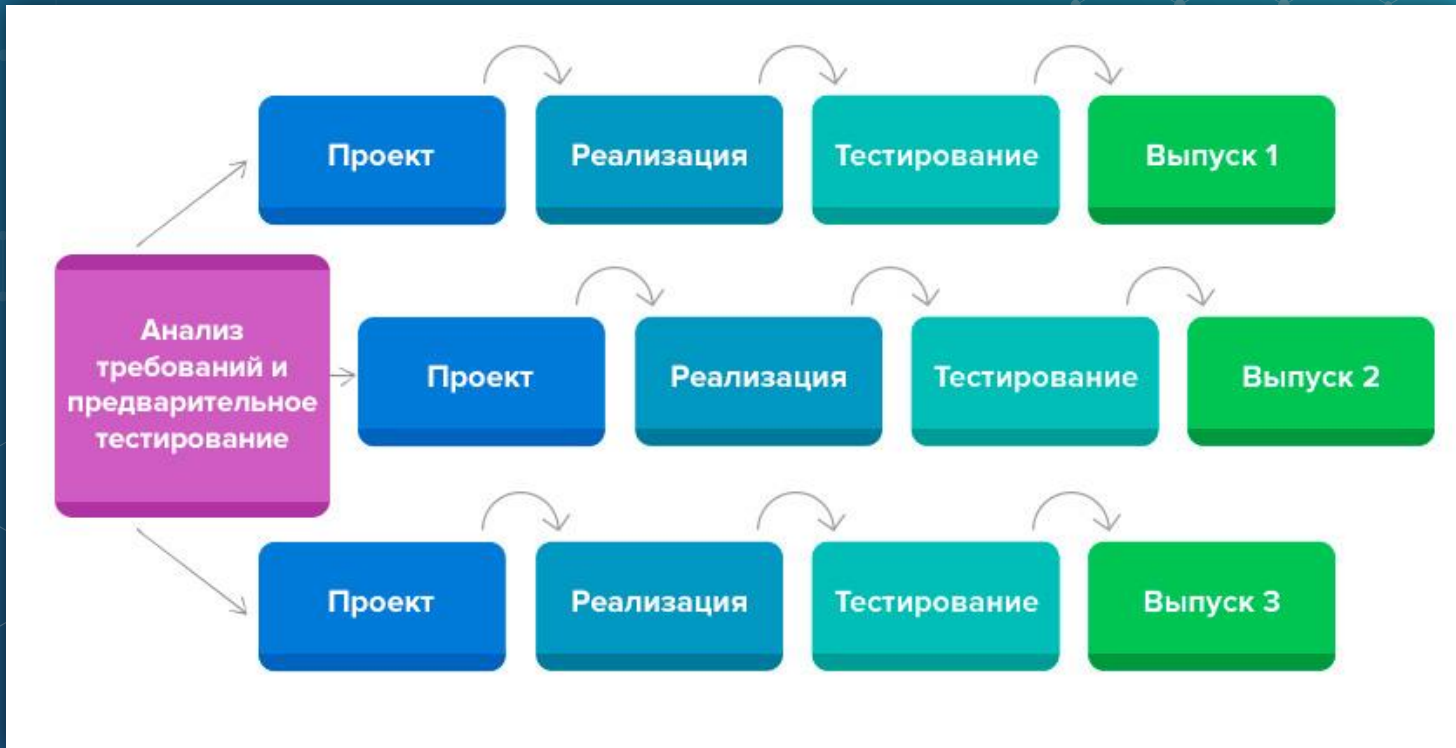 Проект
Реализация
Тестирование
Выпуск 1
Анализ
требований и
предварительное
тестирование
Проект
Реализация
Тестирование
Выпуск 2
Проект
Реализация
Тестирование
Выпуск 3